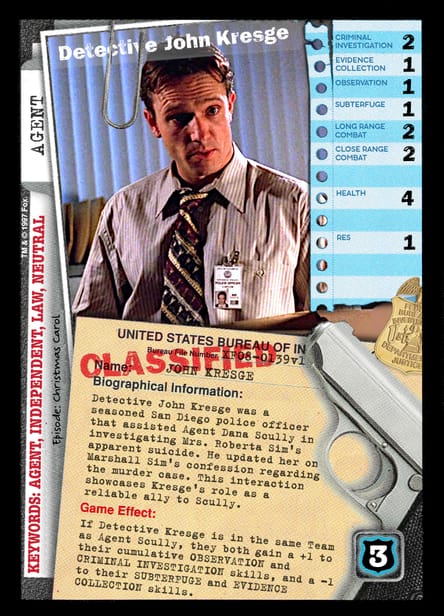 Detective John Kresge
CRIMINAL INVESTIGATION 2
EVIDENCE COLLECTION 1
OBSERVATION 1
SUBTERFUGE 1
LONG RANGE COMBAT 2
CLOSE RANGE COMBAT 2
HEALTH 4
RES 1
AGENT
TM & © 1997 Fox.
KEYWORDS: AGENT, INDEPENDENT, LAW, NEUTRAL
Episode: Christmas Carol
UNITED STATES BUREAU OF IN
Bureau File Number XF08-0139v1
CLASSIFIED
Name: JOHN KRESGE
Biographical Information:
Detective John Kresge was a
seasoned San Diego police officer
that assisted Agent Dana Scully in
investigating Mrs. Roberta Sim's
apparent suicide. He updated her on
Marshall Sim's confession regarding
the murder case. This interaction
showcases Kresge's role as a
reliable ally to Scully.
Game Effect:
If Detective Kresge is in the same Team
as Agent Scully, they both gain a +1 to
their cumulative OBSERVATION and
CRIMINAL INVESTIGATION skills, and a -1
to their SUBTERFUGE and EVIDENCE
COLLECTION skills.
3